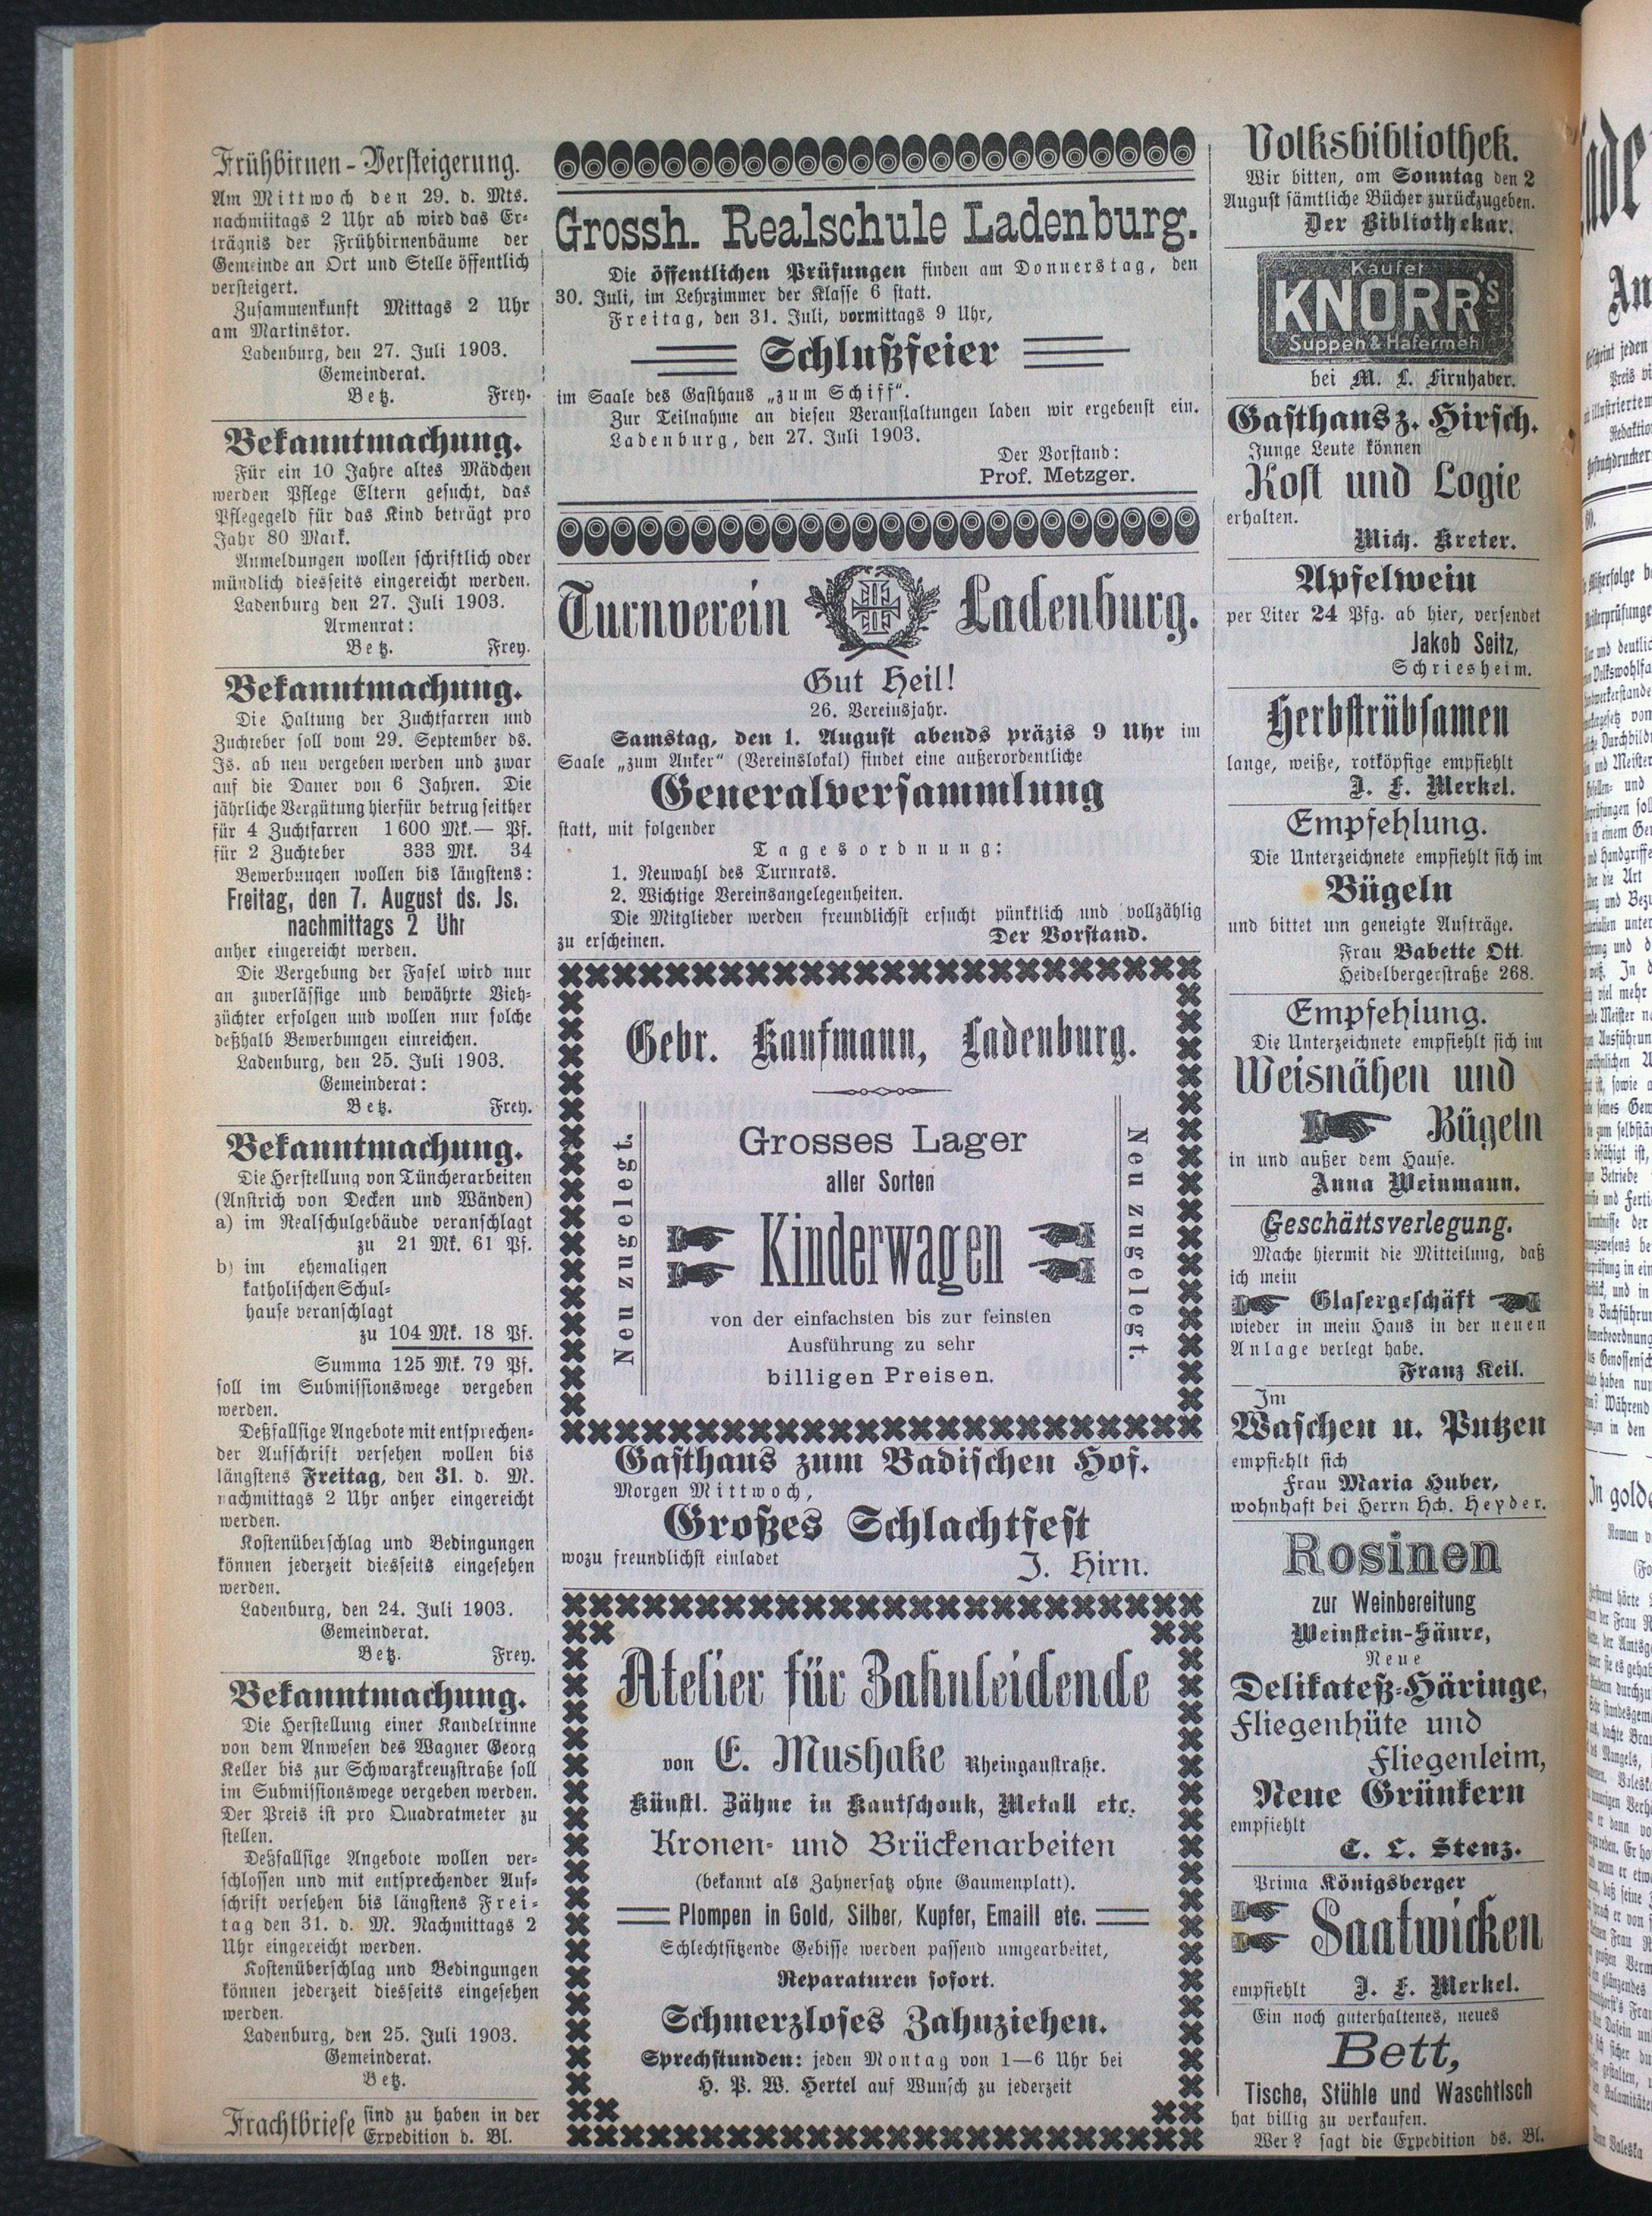 Frühbirnen-Versteigerung.
Am Mittwoch den 29. d. Mts.
nachmiitags 2 Uhr ab wird das Er-
trägnis der Frühbirnenbäume der
Gemeinde an Ort und Stelle öffentlich
versteigert.
Zusammenkunft Mittags 2 Uhr
am Martinstor.
Ladenburg, den 27. Juli 1903.
Gemeinderat.
Betz. Frey.
Bekanntmachung.
Für ein 10 Jahre altes Mädchen
werden Pflege Eltern gesucht, das
Pflegegeld für das Kind beträgt pro
Jahr 80 Mark.
Anmeldungen wollen schriftlich oder
mündlich diesseits eingereicht werden.
Ladenburg den 27. Juli 1903.
Armenrat:
Betz. Frey.
Bekanntmachung.
Die Haltung der Zuchtfarren und
Zuchteber soll vom 29. September ds.
Js. ab neu vergeben werden und zwar
auf die Daner von 6 Jahren. Die
jährliche Vergütung hierfür betrug seither
für 4 Zuchtfarren 1600 Mk.— Pf.
für 2 Zuchteber 333 Mk. 34
Bewerbungen wollen bis längstens:
Freitag, den 7. August ds. Js.
nachmittags 2 Uhr
anher eingereicht werden.
Die Vergebung der Fasel wird nur
an zuverlässige und bewährte Vieh-
züchter erfolgen und wollen nur solche
deßhalb Bewerbungen einreichen.
Ladenburg, den 25. Juli 1903.
Gemeinderat:
Betz. Frey.
Bekanntmachung.
Die Herstellung von Tüncherarbeiten
(Anstrich von Decken und Wänden)
a) im Realschulgebäude veranschlagt
zu 21 Mk. 61 Pf.
b) im ehemaligen
katholischen Schul-
hause veranschlagt
zu 104 Mk. 18 Pf.
Summa 125 Mk. 79 Pf.
soll im Submissionswege vergeben
werden.
Deßfallsige Angebote mit entsprechen-
der Aufschrift versehen wollen bis
längstens Freitag, den 31. d. M.
nachmittags 2 Uhr anher eingereicht
werden.
Kostenüberschlag und Bedingungen
können jederzeit diesseits eingesehen
werden.
Ladenburg, den 24. Juli 1903.
Gemeinderat.
Betz. Frey.
Bekanntmachung.
Die Herstellung einer Kandelrinne
von dem Anwesen des Wagner Georg
Keller bis zur Schwarzkreuzstraße soll
im Submissionswege vergeben werden.
Der Preis ist pro Quadratmeter zu
stellen.
Deßfallsige Angebote wollen ver-
schlossen und mit entsprechender Auf-
schrift versehen bis längstens Frei-
tag den 31. d. M. Nachmittags 2
Uhr eingereicht werden.
Kostenüberschlag und Bedingungen
können jederzeit diesseits eingesehen
werden.
Ladenburg, den 25. Juli 1903.
Gemeinderat.
Betz.
Frachtbriefe sind zu haben in der
Expedition d. Bl.
Grossh. Realschule Ladenburg.
Die öffentlichen Prüfungen finden am Donnerstag, den
30. Juli, im Lehrzimmer der Klasse 6 statt.
Freitag, den 31. Juli, vormittags 9 Uhr,
Schlußfeier
im Saale des Gasthaus „zum Schiff“.
Zur Teilnahme an diesen Veranstaltungen laden wir ergebenst ein.
Ladenburg, den 27. Juli 1903.
Der Vorstand:
Prof. Metzger.
Turnverein Ladenburg.
Gut Heil!
26. Vereinsjahr.
Samstag, den 1. August abends präzis 9 Uhr im
Saale „zum Anker“ (Vereinslokal) findet eine außerordentliche
Generalversammlung
statt, mit folgender
Tagesordnung:
1. Neuwahl des Turnrats.
2. Wichtige Vereinsangelegenheiten.
Die Mitglieder werden freundlichst ersucht pünktlich und vollzählig
zu erscheinen. Der Vorstand.
Gebr. Kaufmann, Ladenburg.
Neu zugelegt.
Grosses Lager
aller Sorten
Kinderwagen
von der einfachsten bis zur feinsten
Ausführung zu sehr
billigen Preisen.
Neu zugelegt.
Gasthaus zum Badischen Hof.
Morgen Mittwoch,
Großes Schlachtfest
wozu freundlichst einladet J. Hirn.
Atelier für Zahnleidende
von E. Mushake Rheingaustraße.
Künstl. Zähne in Kautschouk, Metall etc.
Kronen- und Brückenarbeiten
(bekannt als Zahnersatz ohne Gaumenplatt).
Plompen in Gold, Silber, Kupfer, Emaill etc.
Schlechtsitzende Gebisse werden passend umgearbeitet,
Reparaturen sofort.
Schmerzloses Zahnziehen.
Sprechstunden: jeden Montag von 1—6 Uhr bei
H. P. W. Hertel auf Wunsch zu jederzeit
Volksbibliothek.
Wir bitten, am Sonntag den 2
August sämtliche Bücher zurückzugeben.
Der Bibliothekar.
Kaufet
KNORR's
Suppen & Hafermehl
bei M. L. Firnhaber.
Gasthaus z. Hirsch.
Junge Leute können
Kost und Logie
erhalten.
Mich. Kreter.
Apfelwein
per Liter 24 Pfg. ab hier, versendet
Jakob Seitz,
Schriesheim.
Herbstrübsamen
lange, weiße, rotköpfige empfiehlt
J. F. Merkel.
Empfehlung.
Die Unterzeichnete empfiehlt sich im
Bügeln
und bittet um geneigte Aufträge.
Frau Babette Ott.
Heidelbergerstraße 268.
Empfehlung.
Die Unterzeichnete empfiehlt sich im
Weisnähen und
Bügeln
in und außer dem Hause.
Anna Weinmann.
Geschäftsverlegung.
Mache hiermit die Mitteilung, daß
ich mein
Glasergeschäft
wieder in mein Haus in der neuen
Anlage verlegt habe.
Franz Keil.
Im
Waschen u. Putzen
empfiehlt sich
Frau Maria Huber,
wohnhaft bei Herrn Hch. Heyder.
Rosinen
zur Weinbereitung
Weinstein-Säure,
Neue
Delikateß-Häringe,
Fliegenhüte und
Fliegenleim,
Neue Grünkern
empfiehlt
C. L. Stenz.
Prima Königsberger
Saatwicken
empfiehlt J. F. Merkel.
Ein noch guterhaltenes, neues
Bett,
Tische, Stühle und Waschtisch
hat billig zu verkaufen.
Wer? sagt die Expedition ds. Bl.